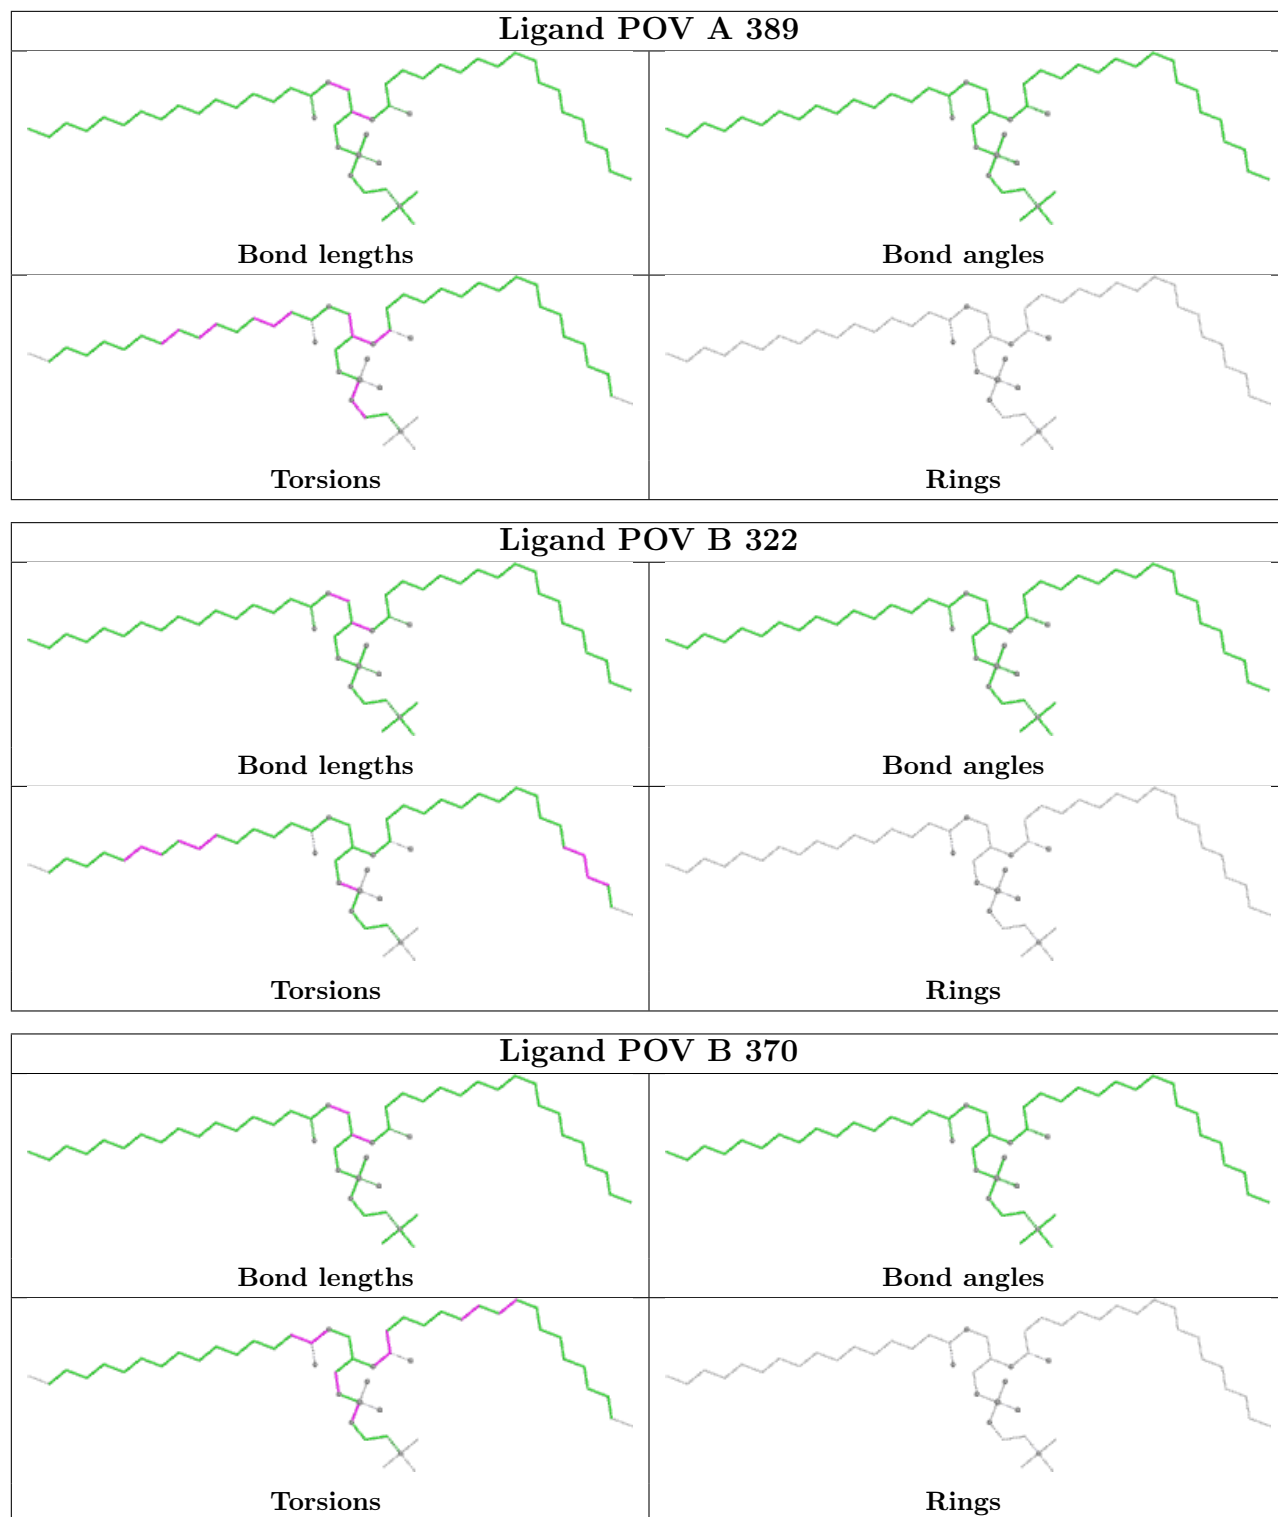 Ligand POV A 389
Bond lengths
Bond angles
Torsions
Rings
Ligand POV B 322
Bond lengths
Bond angles
Torsions
Rings
Ligand POV B 370
Bond lengths
Bond angles
Torsions
Rings